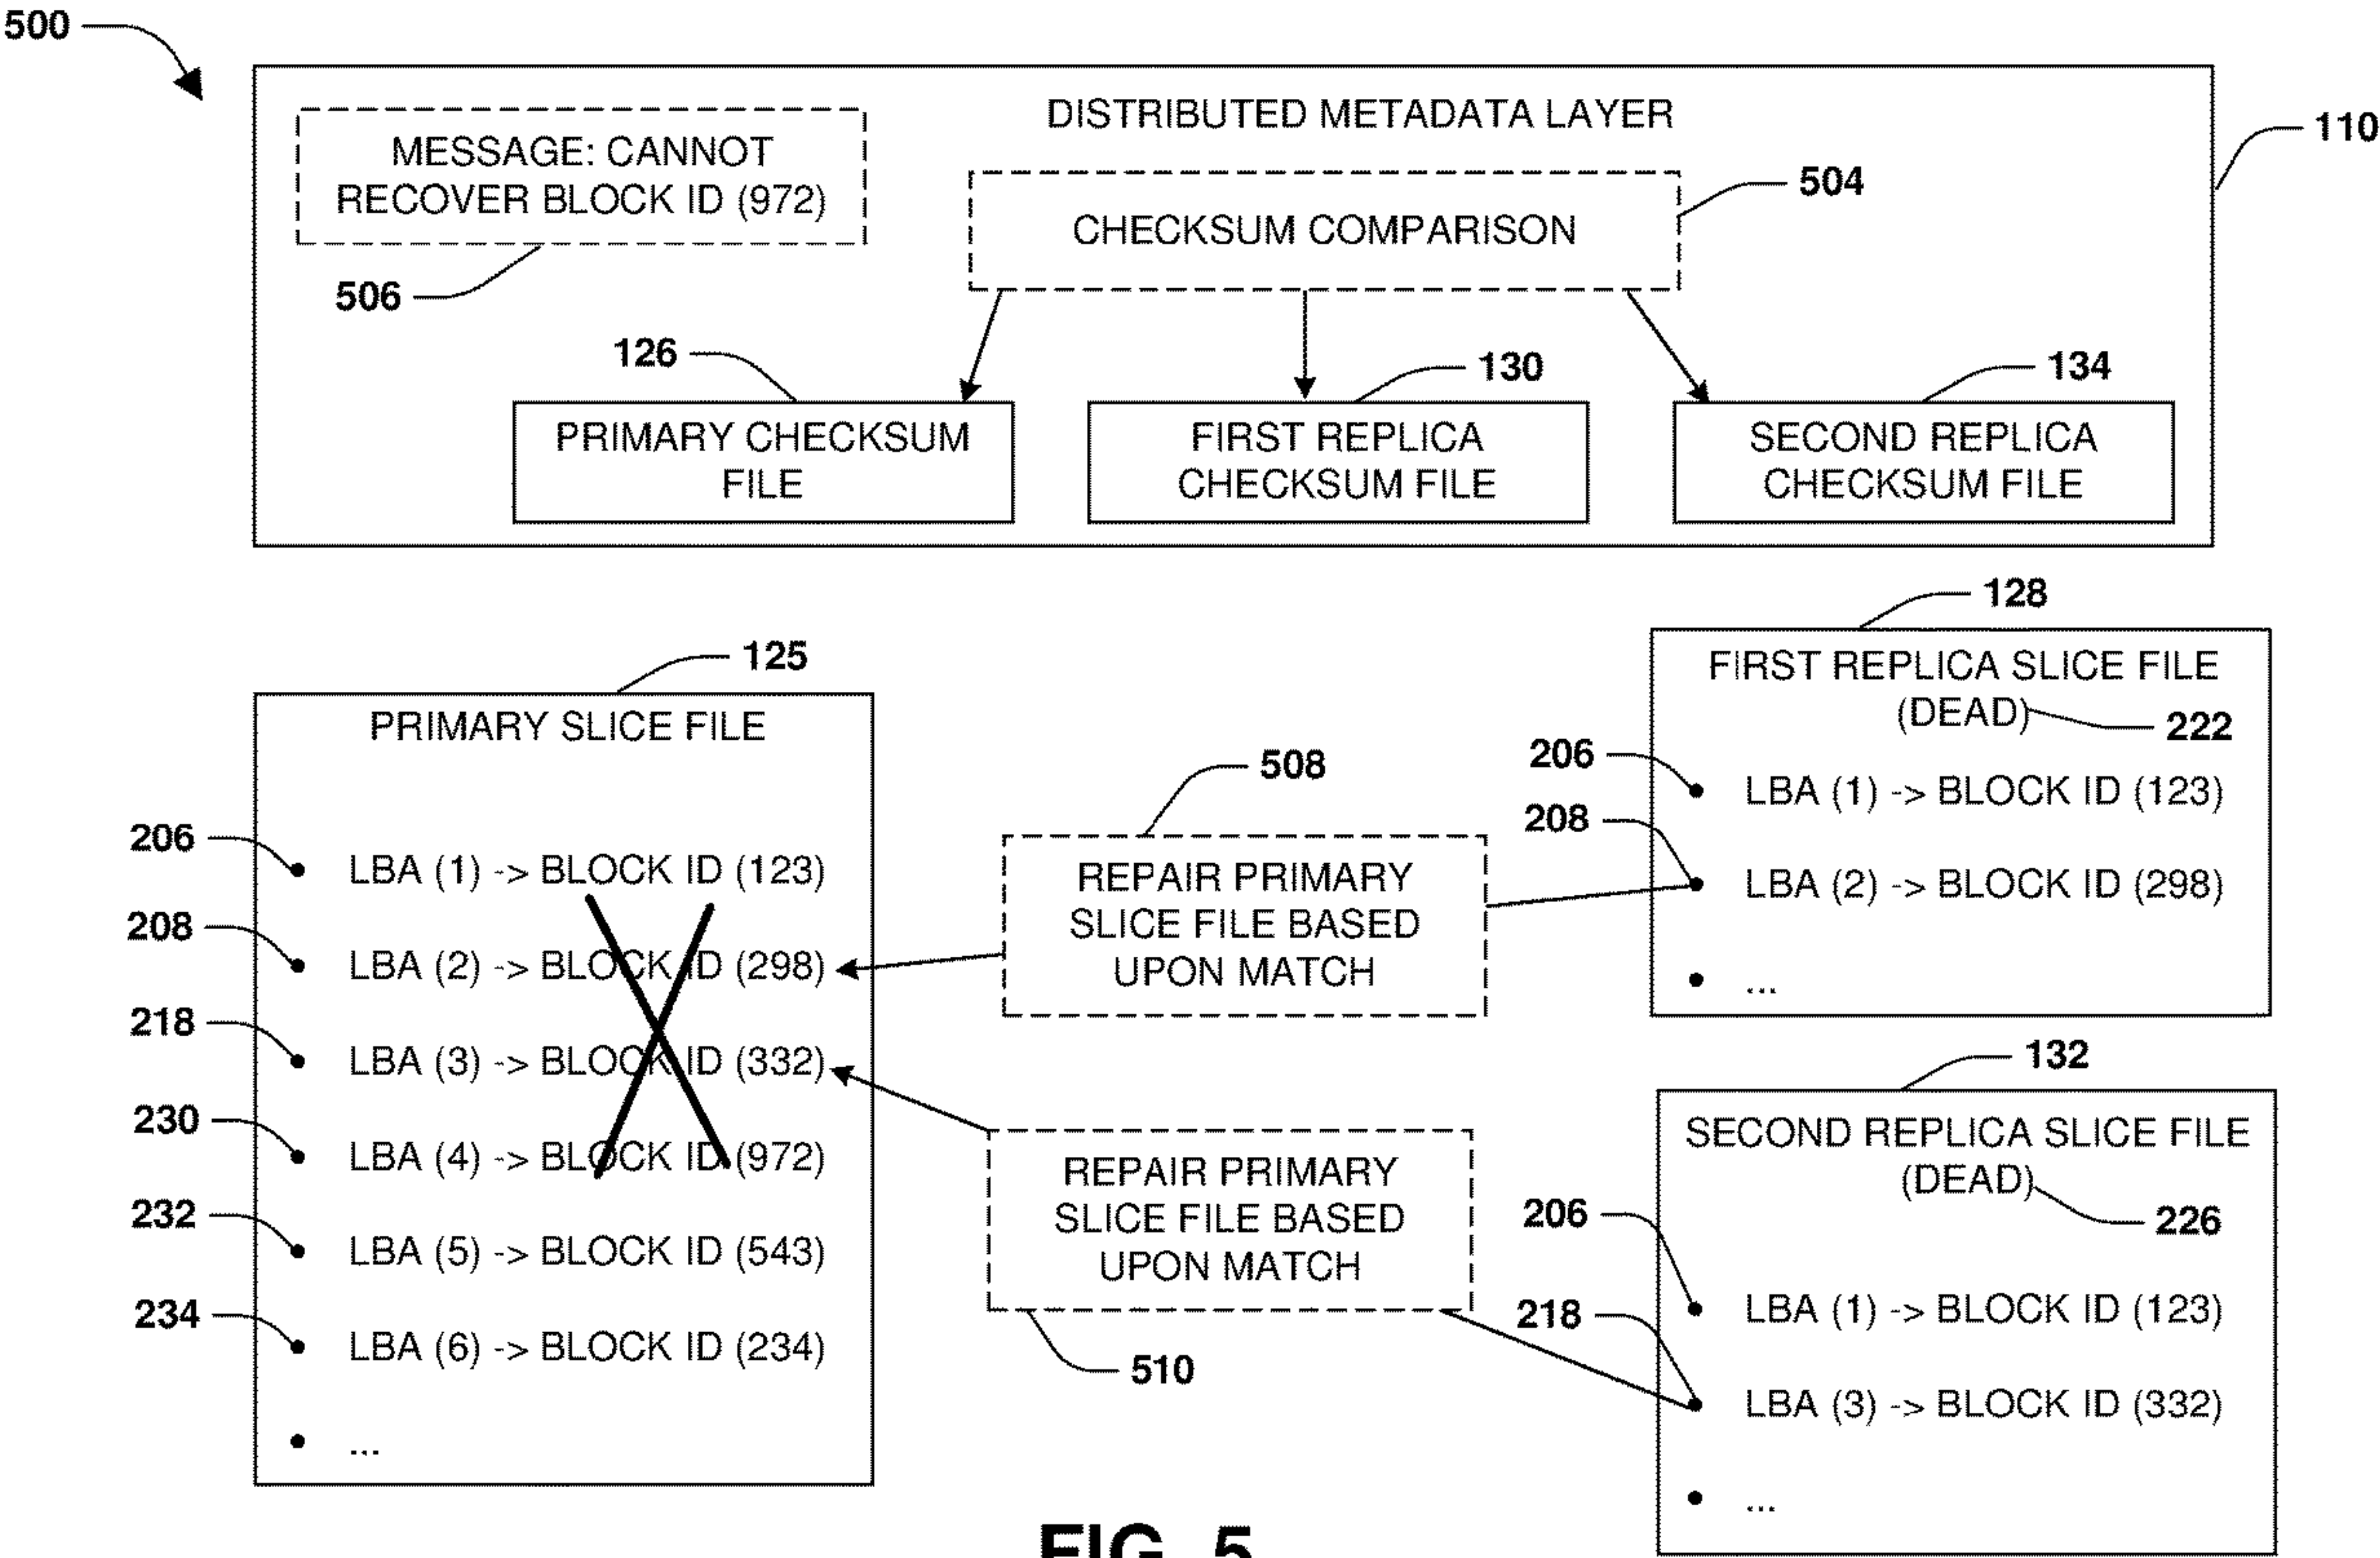 500
DISTRIBUTED METADATA LAYER
110
MESSAGE: CANNOT
RECOVER BLOCK ID (972)
506
504
CHECKSUM COMPARISON
126
130
134
PRIMARY CHECKSUM
FILE
FIRST REPLICA
CHECKSUM FILE
SECOND REPLICA
CHECKSUM FILE
125
PRIMARY SLICE FILE
206
LBA (1) -> BLOCK ID (123)
208
LBA (2) -> BLOCK ID (298)
218
LBA (3) -> BLOCK ID (332)
230
LBA (4) -> BLOCK ID (972)
232
LBA (5) -> BLOCK ID (543)
234
LBA (6) -> BLOCK ID (234)
...
508
REPAIR PRIMARY
SLICE FILE BASED
UPON MATCH
REPAIR PRIMARY
SLICE FILE BASED
UPON MATCH
510
128
FIRST REPLICA SLICE FILE
(DEAD)
222
206
LBA (1) -> BLOCK ID (123)
208
LBA (2) -> BLOCK ID (298)
...
132
SECOND REPLICA SLICE FILE
(DEAD)
226
206
LBA (1) -> BLOCK ID (123)
218
LBA (3) -> BLOCK ID (332)
...
FIG. 5